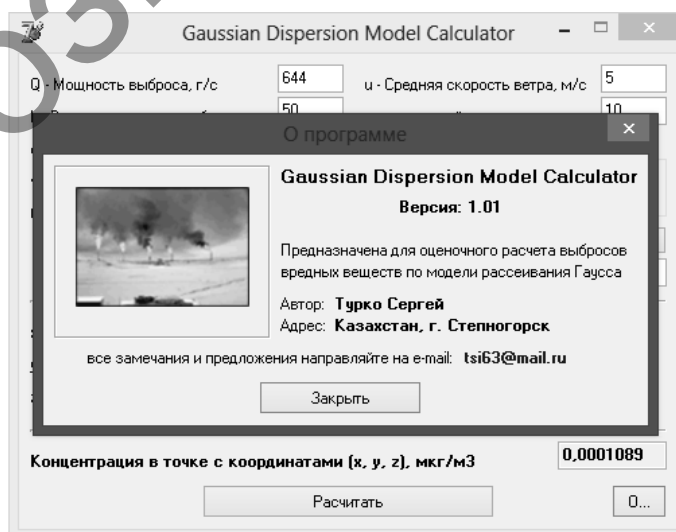 Gaussian Dispersion Model Calculator
Q - Мощность выброса, г/с 644 u - Средняя скорость ветра, м/с 5
50 10
О программе
Gaussian Dispersion Model Calculator
Версия: 1.01
Предназначена для оценочного расчета выбросов
вредных веществ по модели рассеивания Гаусса
Автор: Турко Сергей
Адрес: Казахстан, г. Степногорск
все замечания и предложения направляйте на e-mail: tsi63@mail.ru
Закрыть
Концентрация в точке с координатами (x, y, z), мкг/м3 0,0001089
Расчитать О...